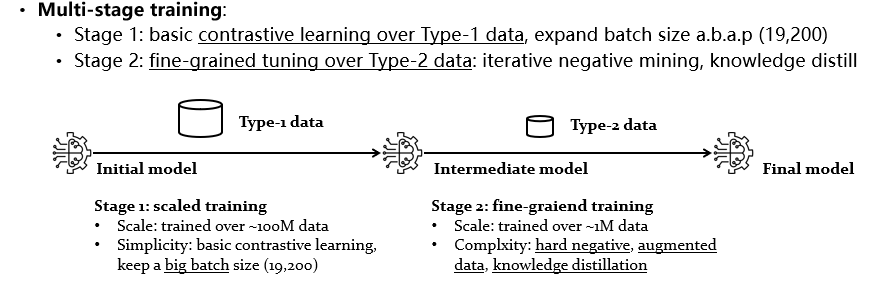 • Multi-stage training:
• Stage 1: basic contrastive learning over Type-1 data, expand batch size a.b.a.p (19,200)
• Stage 2: fine-grained tuning over Type-2 data: iterative negative mining, knowledge distill
Type-1 data
Type-2 data
Initial model
Intermediate model
Final model
Stage 1: scaled training
• Scale: trained over ~100M data
• Simplicity: basic contrastive learning,
keep a big batch size (19,200)
Stage 2: fine-graiend training
• Scale: trained over ~1M data
• Complxity: hard negative, augmented
data, knowledge distillation